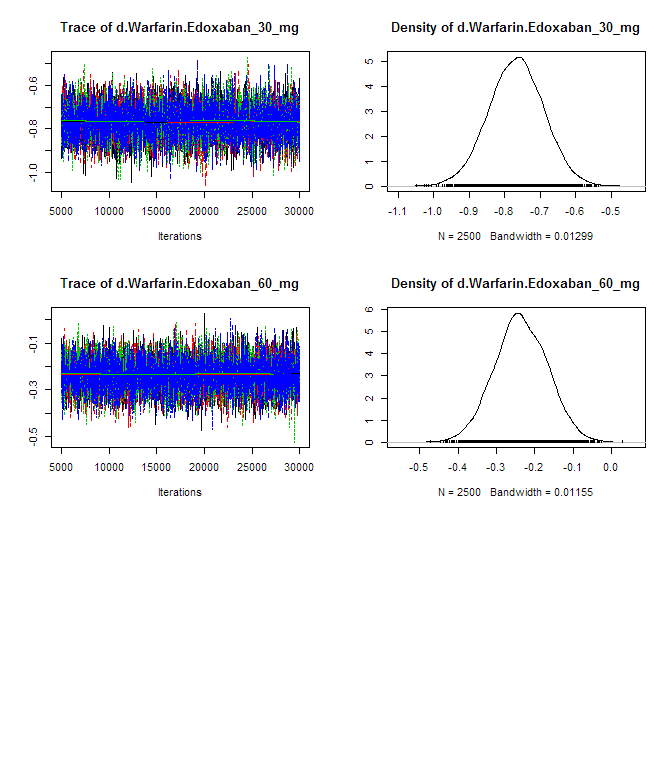 Trace of d.Warfarin.Edoxaban_30_mg
-0.6
-0.8
-1.0
5000 10000 15000 20000 25000 30000
Iterations
Density of d.Warfarin.Edoxaban_30_mg
5
4
3
2
1
0
-1.1 -1.0 -0.9 -0.8 -0.7 -0.6 -0.5
N = 2500 Bandwidth = 0.01299
Trace of d.Warfarin.Edoxaban_60_mg
-0.1
-0.3
-0.5
5000 10000 15000 20000 25000 30000
Iterations
Density of d.Warfarin.Edoxaban_60_mg
6
5
4
3
2
1
0
-0.5 -0.4 -0.3 -0.2 -0.1 0.0
N = 2500 Bandwidth = 0.01155